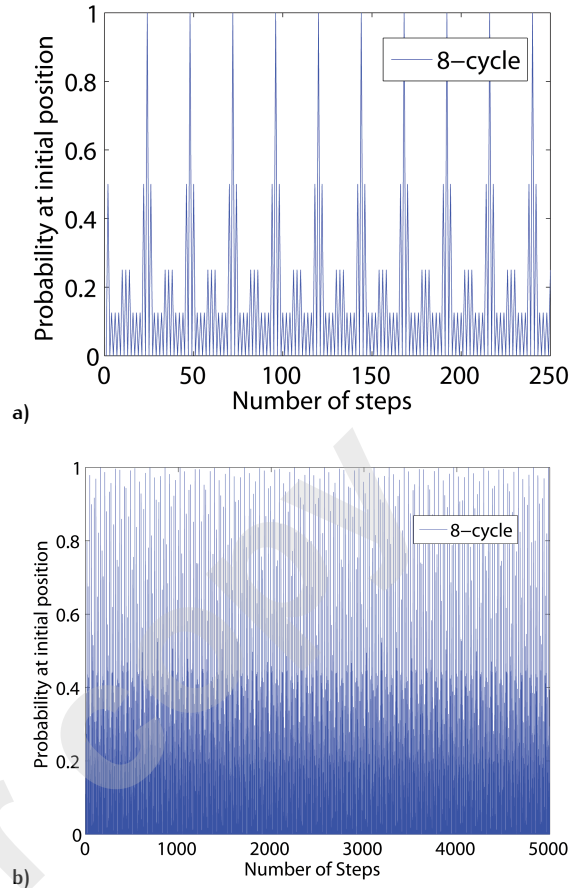 1
0.8
0.6
0.4
0.2
0
Probability at initial position
8−cycle
0 50 100 150 200 250
Number of steps
a)
1
0.8
0.6
0.4
0.2
0
Probability at initial position
8−cycle
0 1000 2000 3000 4000 5000
Number of Steps
b)